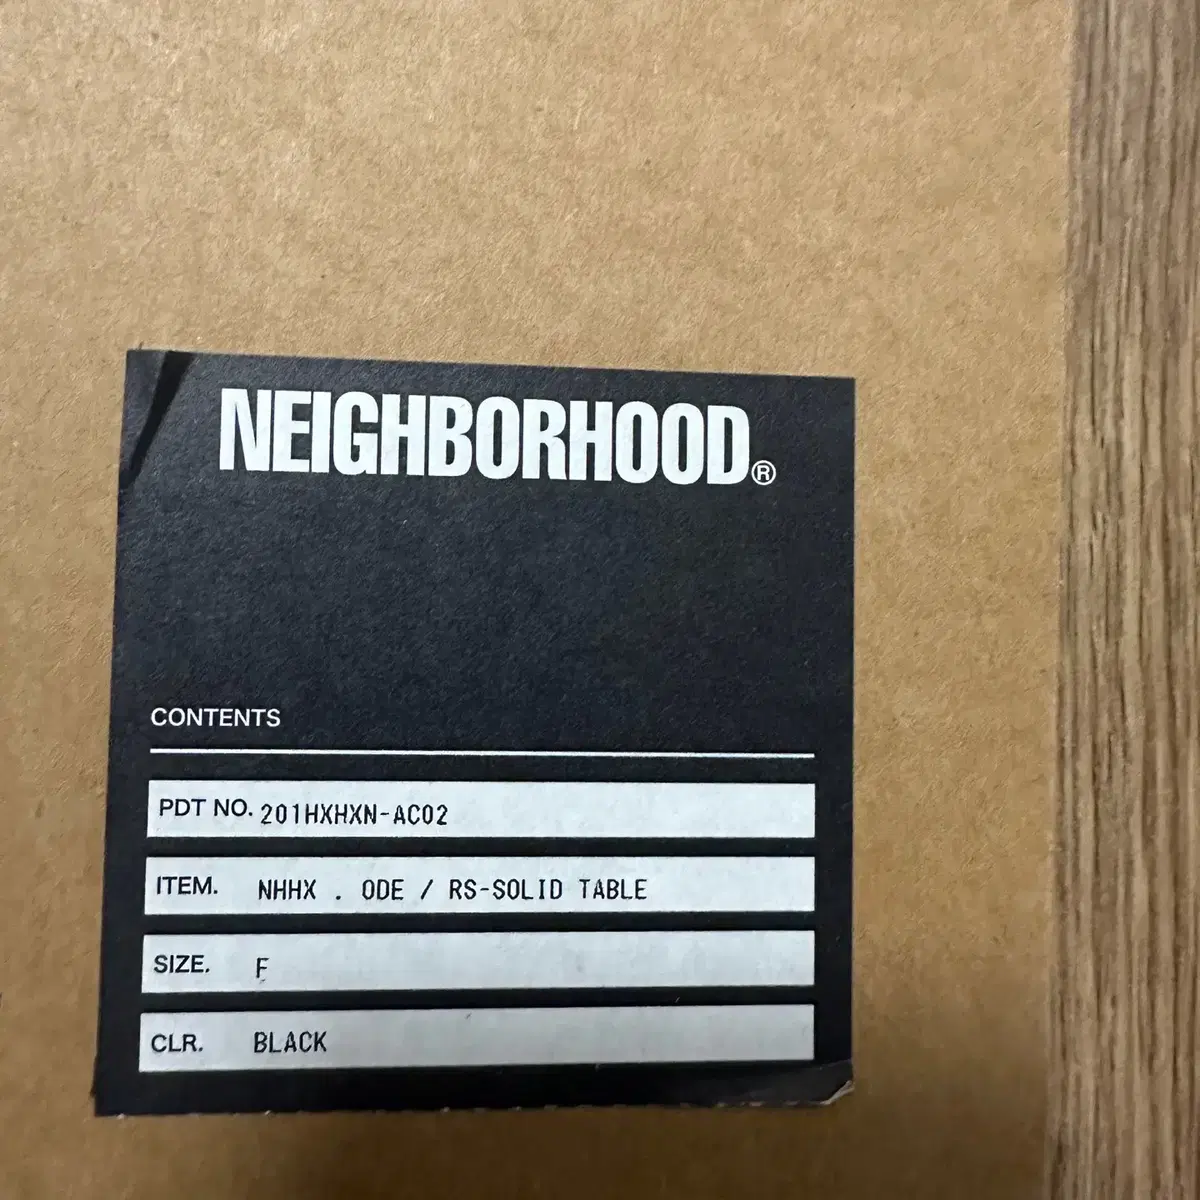 NEIGHBORHOOD®
CONTENTS
PDT NO. 201HXHXN-AC02
ITEM. NHHX . ODE / RS-SOLID TABLE
SIZE. F
CLR. BLACK